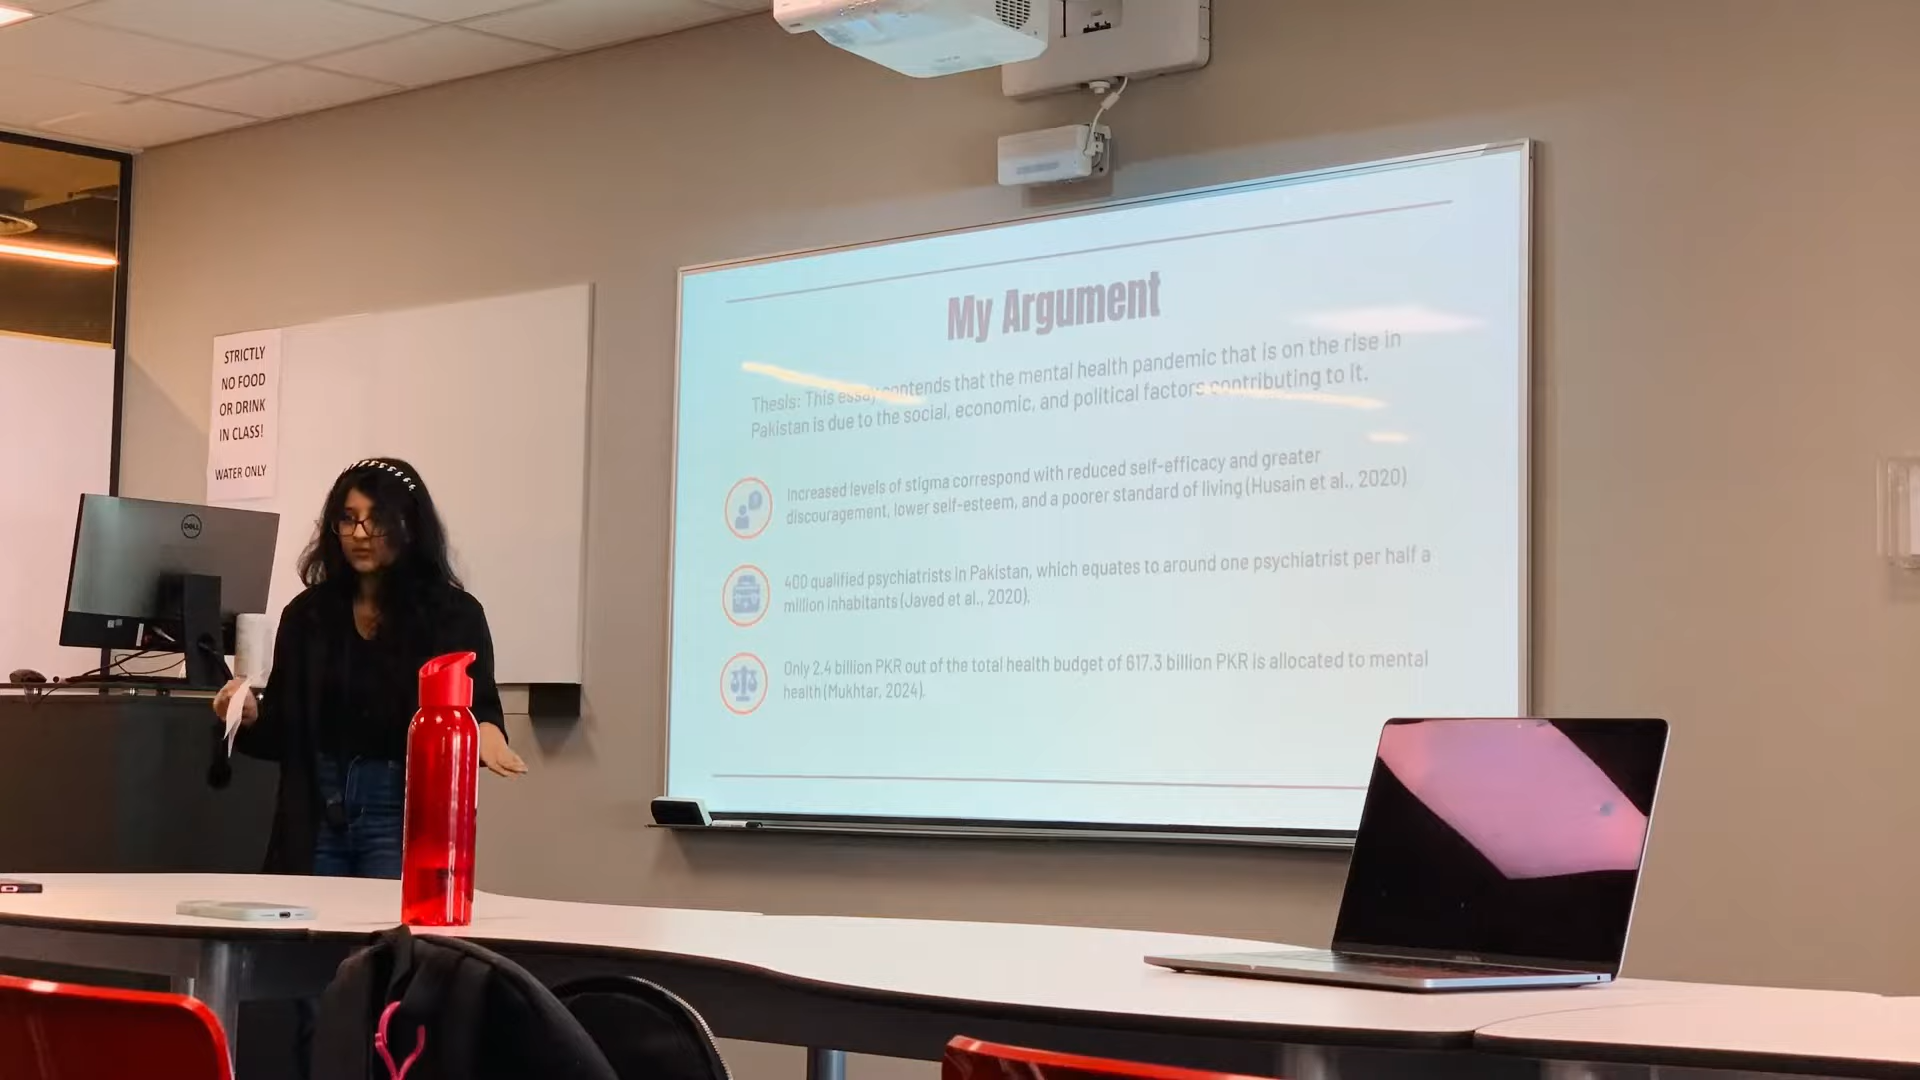 STRICTLY
NO FOOD
OR DRINK
IN CLASS!
WATER ONLY
DELL
My Argument
Thesis: This essay contends that the mental health pandemic that is on the rise in
Pakistan is due to the social, economic, and political factors contributing to it.
Increased levels of stigma correspond with reduced self-efficacy and greater
discouragement, lower self-esteem, and a poorer standard of living (Husain et al., 2020)
400 qualified psychiatrists in Pakistan, which equates to around one psychiatrist per half a
million inhabitants (Javed et al., 2020).
Only 2.4 billion PKR out of the total health budget of 617.3 billion PKR is allocated to mental
health (Mukhtar, 2024).